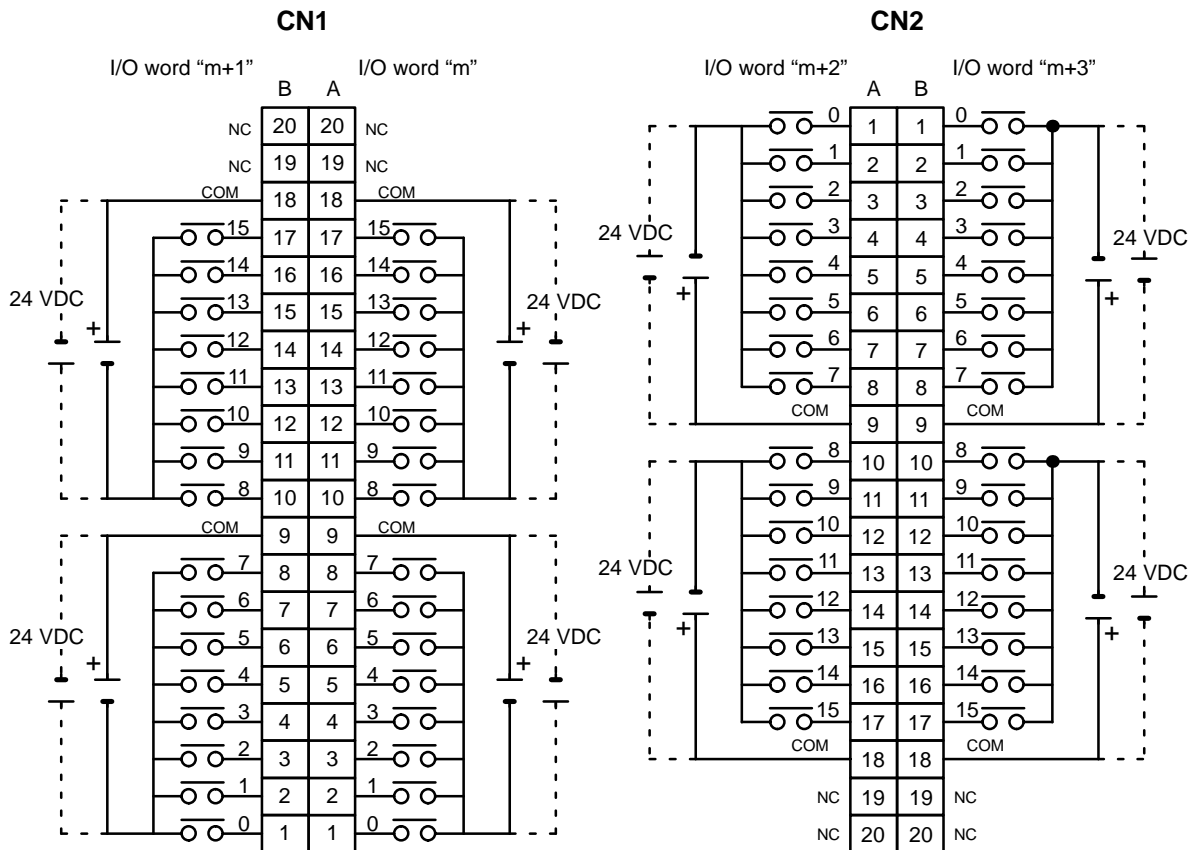 CN1
I/O word “m+1” I/O word “m”
B A
NC 20 20 NC
NC 19 19 NC
COM 18 18 COM
15 17 17 15
14 16 16 14
13 15 15 13
24 VDC + + 24 VDC
12 14 14 12
11 13 13 11
10 12 12 10
9 11 11 9
8 10 10 8
COM 9 9 COM
7 8 8 7
6 7 7 6
24 VDC + + 24 VDC
5 6 6 5
4 5 5 4
3 4 4 3
2 3 3 2
1 2 2 1
0 1 1 0
CN2
I/O word “m+2” I/O word “m+3”
A B
0 1 1 0
1 2 2 1
2 3 3 2
24 VDC 24 VDC
3 4 4 3
4 5 5 4
+ +
5 6 6 5
6 7 7 6
7 8 8 7
COM 9 9 COM
8 10 10 8
9 11 11 9
10 12 12 10
24 VDC 24 VDC
11 13 13 11
12 14 14 12
+ +
13 15 15 13
14 16 16 14
15 17 17 15
COM 18 18 COM
NC 19 19 NC
NC 20 20 NC